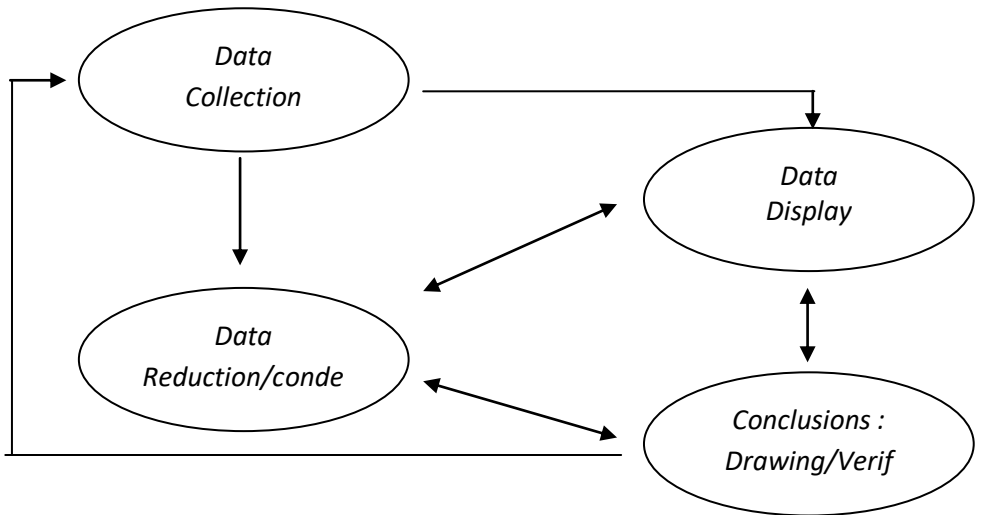 Data
Collection
Data
Display
Data
Reduction/conde
Conclusions :
Drawing/Verif